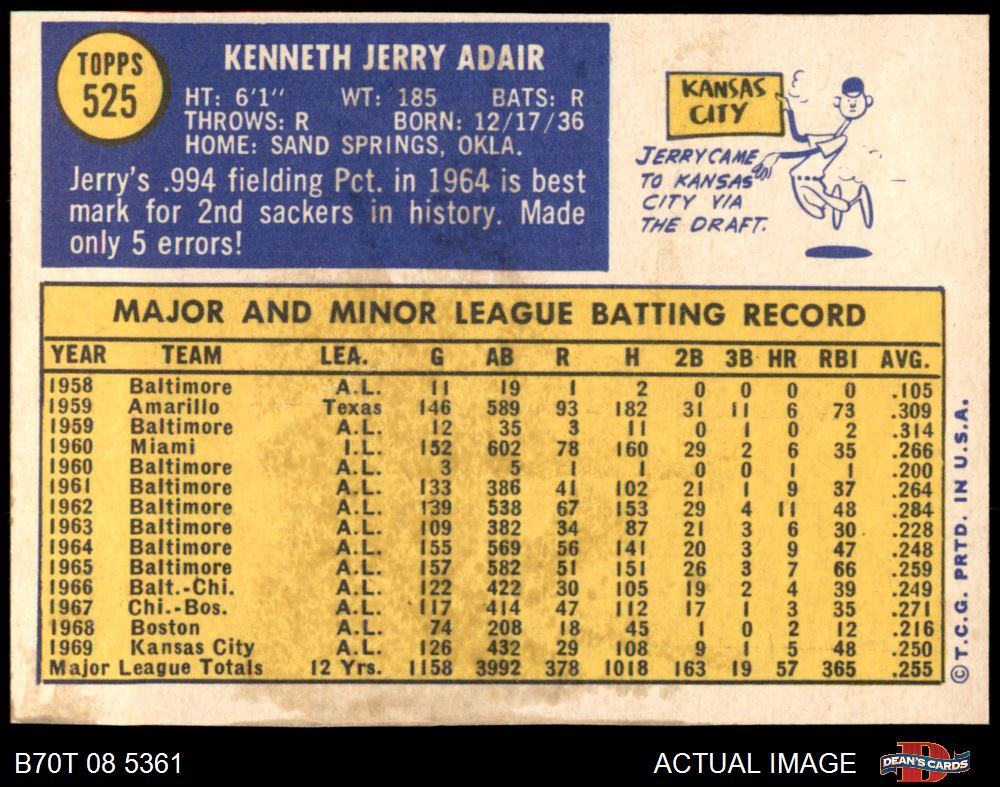 TOPPS
525
KENNETH JERRY ADAIR
HT: 6'1" WT: 185 BATS: R
THROWS: R BORN: 12/17/36
HOME: SAND SPRINGS, OKLA.
Jerry's .994 fielding Pct. in 1964 is best
mark for 2nd sackers in history. Made
only 5 errors!
KANSAS
CITY
JERRY CAME
TO KANSAS
CITY VIA
THE DRAFT.
MAJOR AND MINOR LEAGUE BATTING RECORD
YEAR TEAM LEA. G AB R H 2B 3B HR RBI AVG.
1958 Baltimore A.L. 11 19 1 2 0 0 0 0 .105
1959 Amarillo Texas 146 589 93 182 31 11 6 73 .309
1959 Baltimore A.L. 12 35 3 11 0 1 0 2 .314
1960 Miami I.L. 152 602 78 160 29 2 6 35 .266
1960 Baltimore A.L. 3 5 1 1 0 0 1 1 .200
1961 Baltimore A.L. 133 386 41 102 21 1 9 37 .264
1962 Baltimore A.L. 139 538 67 153 29 4 11 48 .284
1963 Baltimore A.L. 109 382 34 87 21 3 6 30 .228
1964 Baltimore A.L. 155 569 56 141 20 3 9 47 .248
1965 Baltimore A.L. 157 582 51 151 26 3 7 66 .259
1966 Balt.-Chi. A.L. 122 422 30 105 19 2 4 39 .249
1967 Chi.-Bos. A.L. 117 414 47 112 17 1 3 35 .271
1968 Boston A.L. 74 208 18 45 1 0 2 12 .216
1969 Kansas City A.L. 126 432 29 108 9 1 5 48 .250
Major League Totals 12 Yrs. 1158 3992 378 1018 163 19 57 365 .255
©T.C.G. PRTD. IN U.S.A.
B70T 08 5361
ACTUAL IMAGE
DEAN'S CARDS